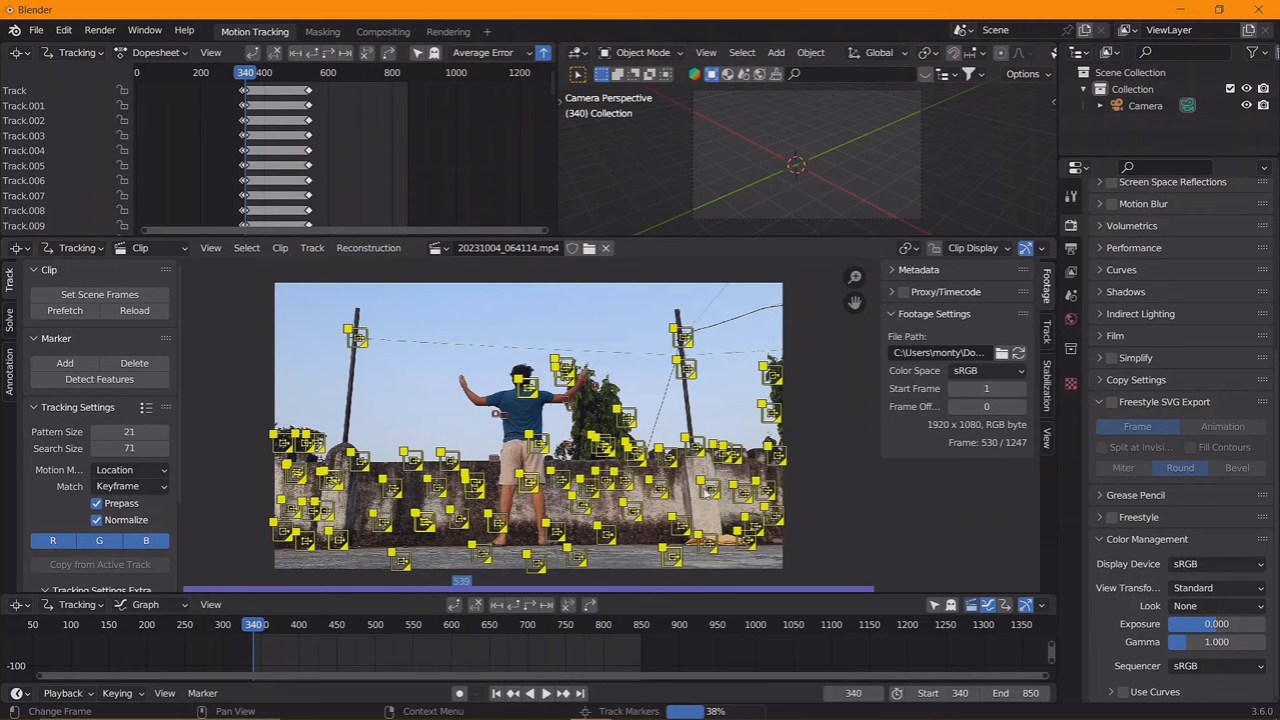 Blender
File Edit Render Window Help Motion Tracking Masking Compositing Rendering + Scene ViewLayer
Tracking Dopesheet View Average Error Object Mode View Select Add Object Global
0 200 340 400 600 800 1000 1200
Options
Track
Track.001
Track.002
Track.003
Track.004
Track.005
Track.006
Track.007
Track.008
Track.009
Camera Perspective
(340) Collection
Scene Collection
Collection
Camera
Tracking Clip View Select Clip Track Reconstruction 20231004_064114.mp4 Clip Display
Track
Solve
Annotation
Clip
Set Scene Frames
Prefetch Reload
Marker
Add Delete
Detect Features
Tracking Settings
Pattern Size 21
Search Size 71
Motion M... Location
Match Keyframe
Prepass
Normalize
R G B
Copy from Active Track
Tracking Settings Extra
539
Metadata
Proxy/Timecode
Footage Settings
File Path:
C:\Users\monty\Do...
Color Space sRGB
Start Frame 1
Frame Off... 0
1920 x 1080, RGB byte
Frame: 530 / 1247
Footage
Track
Stabilization
View
Screen Space Reflections
Motion Blur
Volumetrics
Performance
Curves
Shadows
Indirect Lighting
Film
Simplify
Copy Settings
Freestyle SVG Export
Frame Animation
Split at Invisi... Fill Contours
Miter Round Bevel
Grease Pencil
Freestyle
Color Management
Display Device sRGB
View Transfo... Standard
Look None
Exposure 0.000
Gamma 1.000
Sequencer sRGB
Use Curves
Tracking Graph View
50 100 150 200 340 300 350 400 450 500 550 600 650 700 750 800 850 900 950 1000 1050 1100 1150 1200 1250 1300 1350
-100
Playback Keying View Marker 340 Start 340 End 850
Change Frame Pan View Context Menu Track Markers 38% 3.6.0